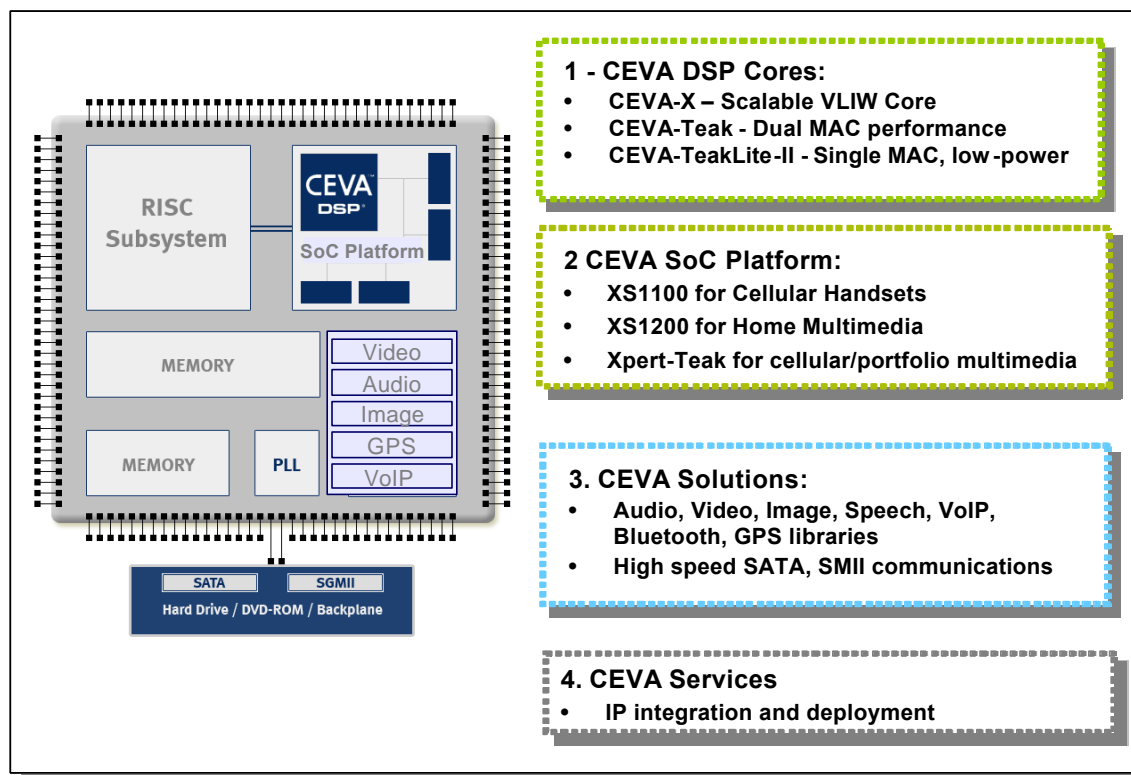 RISC
Subsystem
CEVA™
DSP®
SoC Platform
MEMORY
Video
Audio
Image
GPS
VoIP
MEMORY
PLL
SATA
SGMII
Hard Drive / DVD-ROM / Backplane
1 - CEVA DSP Cores:
• CEVA-X – Scalable VLIW Core
• CEVA-Teak - Dual MAC performance
• CEVA-TeakLite-II - Single MAC, low-power
2 CEVA SoC Platform:
• XS1100 for Cellular Handsets
• XS1200 for Home Multimedia
• Xpert-Teak for cellular/portfolio multimedia
3. CEVA Solutions:
• Audio, Video, Image, Speech, VoIP,
Bluetooth, GPS libraries
• High speed SATA, SMII communications
4. CEVA Services
• IP integration and deployment